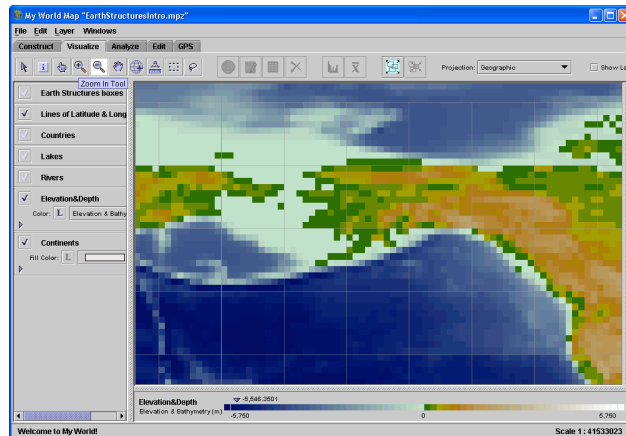 My World Map "EarthStructuresIntro.mpz"
File Edit Layer Windows
Construct Visualize Analyze Edit GPS
Projection: Geographic
Show La
Zoom In Tool
Earth Structures boxes
Lines of Latitude & Long
Countries
Lakes
Rivers
Elevation&Depth
Color: L Elevation & Bathy
Continents
Fill Color: L
Elevation&Depth
-5,546.3501
Elevation & Bathymetry (m)
-5,750 0 5,750
Welcome to My World!
Scale 1 : 41533023